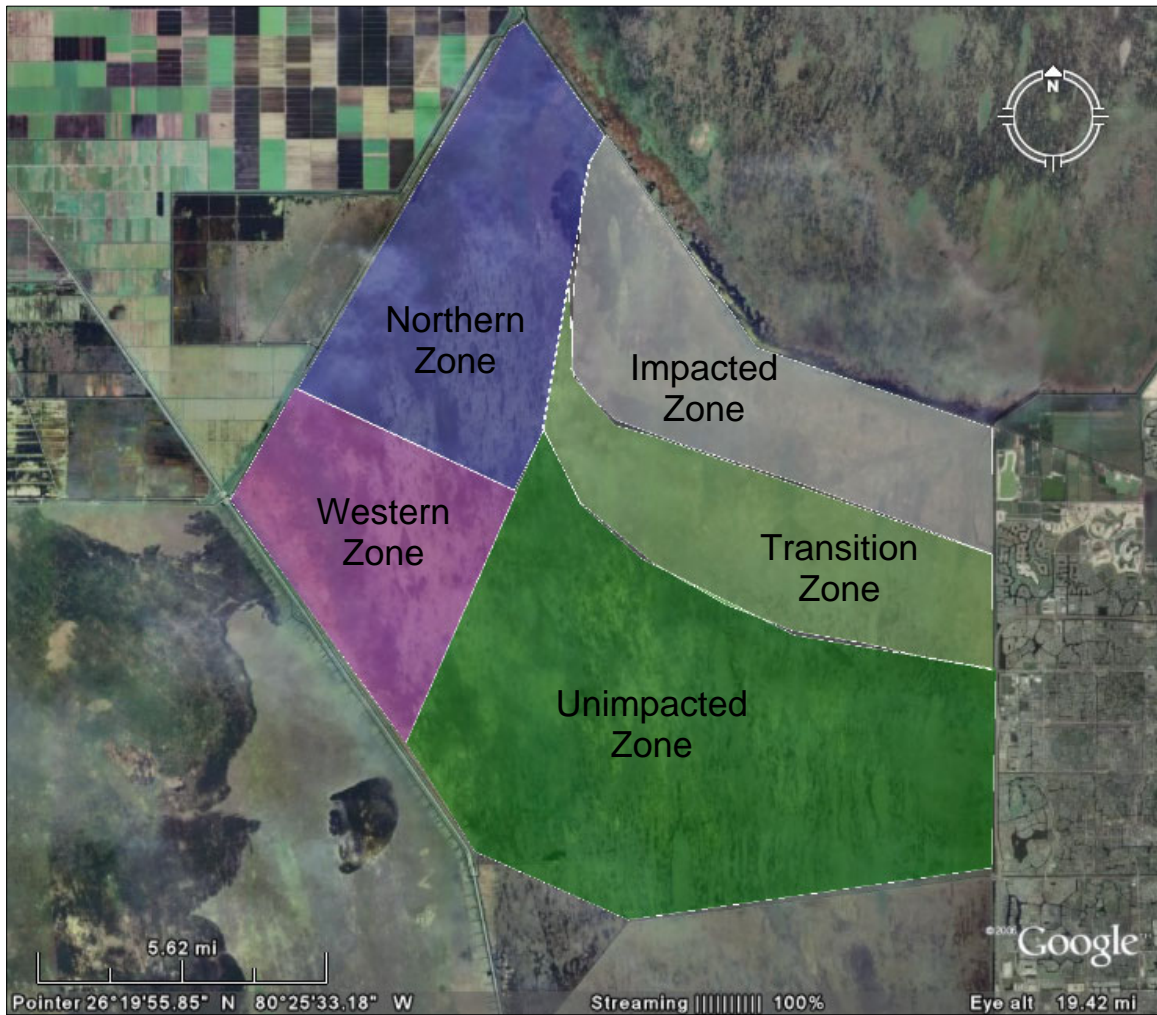 N
Northern
Zone
Impacted
Zone
Western
Zone
Transition
Zone
Unimpacted
Zone
5.62 mi
© 2006 Google™
Pointer 26°19'55.85" N 80°25'33.18" W
Streaming |||||||||| 100%
Eye alt 19.42 mi